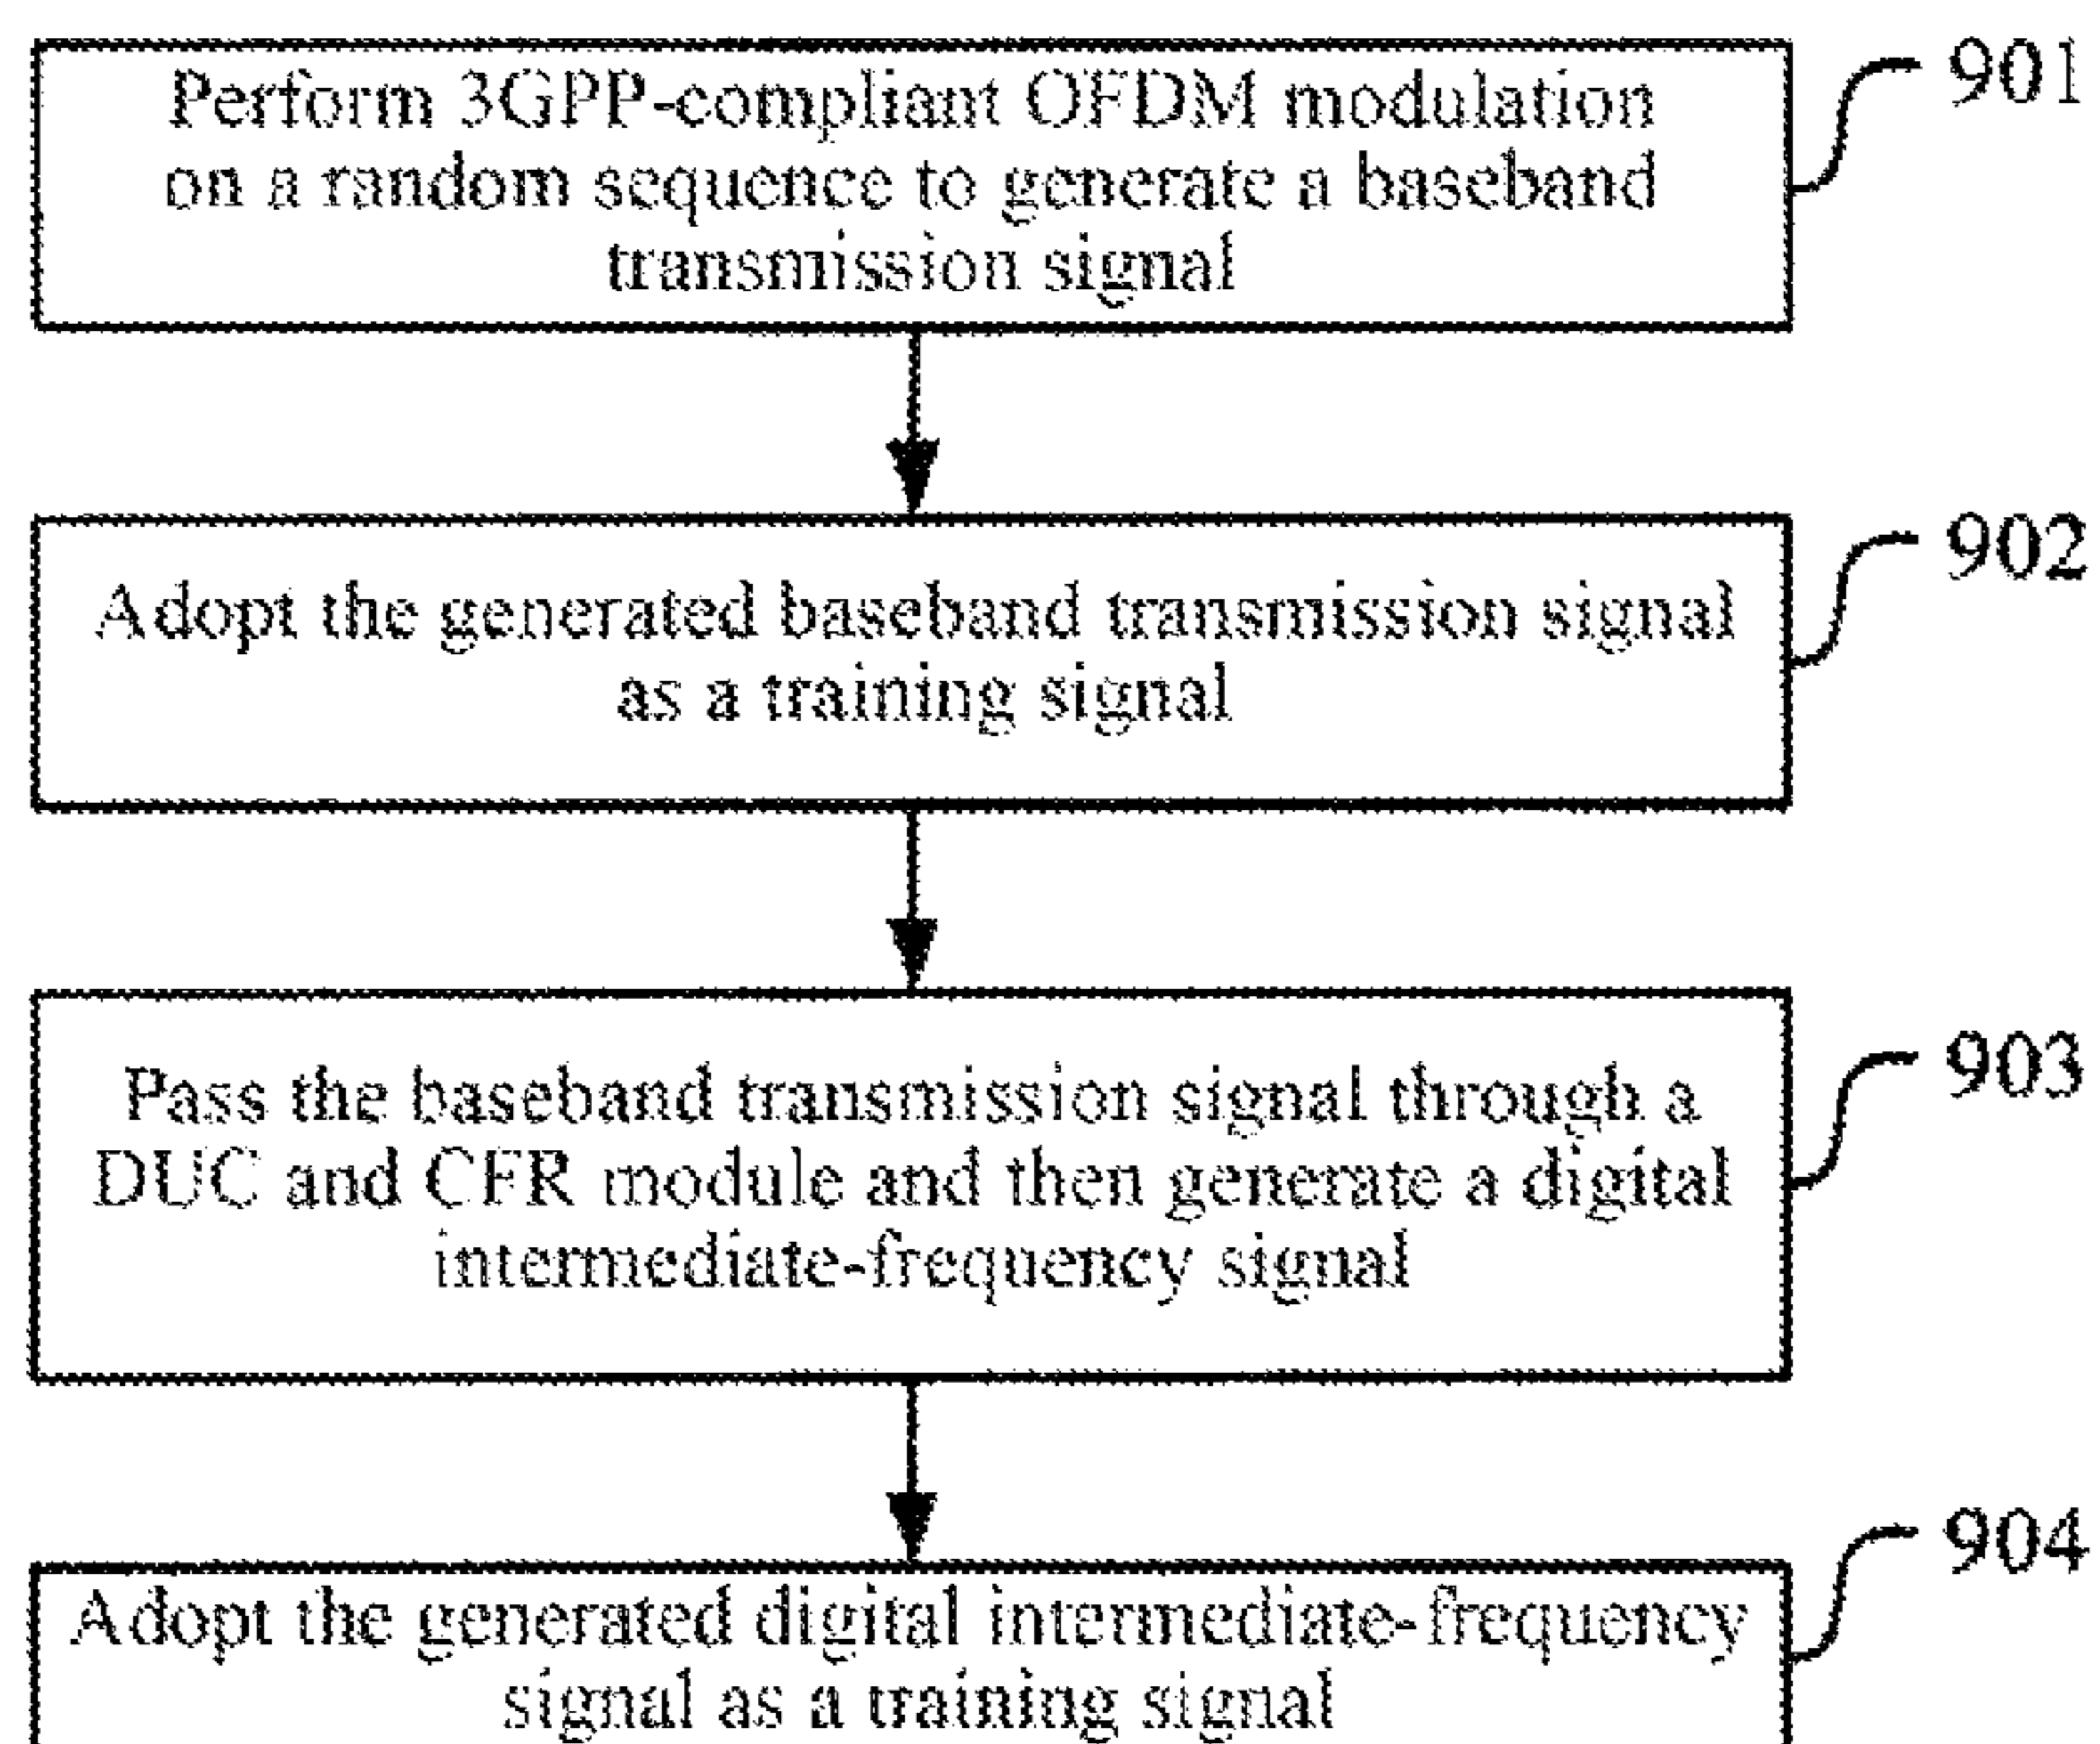 Perform 3GPP-compliant OFDM modulation
on a random sequence to generate a baseband
transmission signal
901
Adopt the generated baseband transmission signal
as a training signal
902
Pass the baseband transmission signal through a
DUC and CFR module and then generate a digital
intermediate-frequency signal
903
Adopt the generated digital intermediate-frequency
signal as a training signal
904